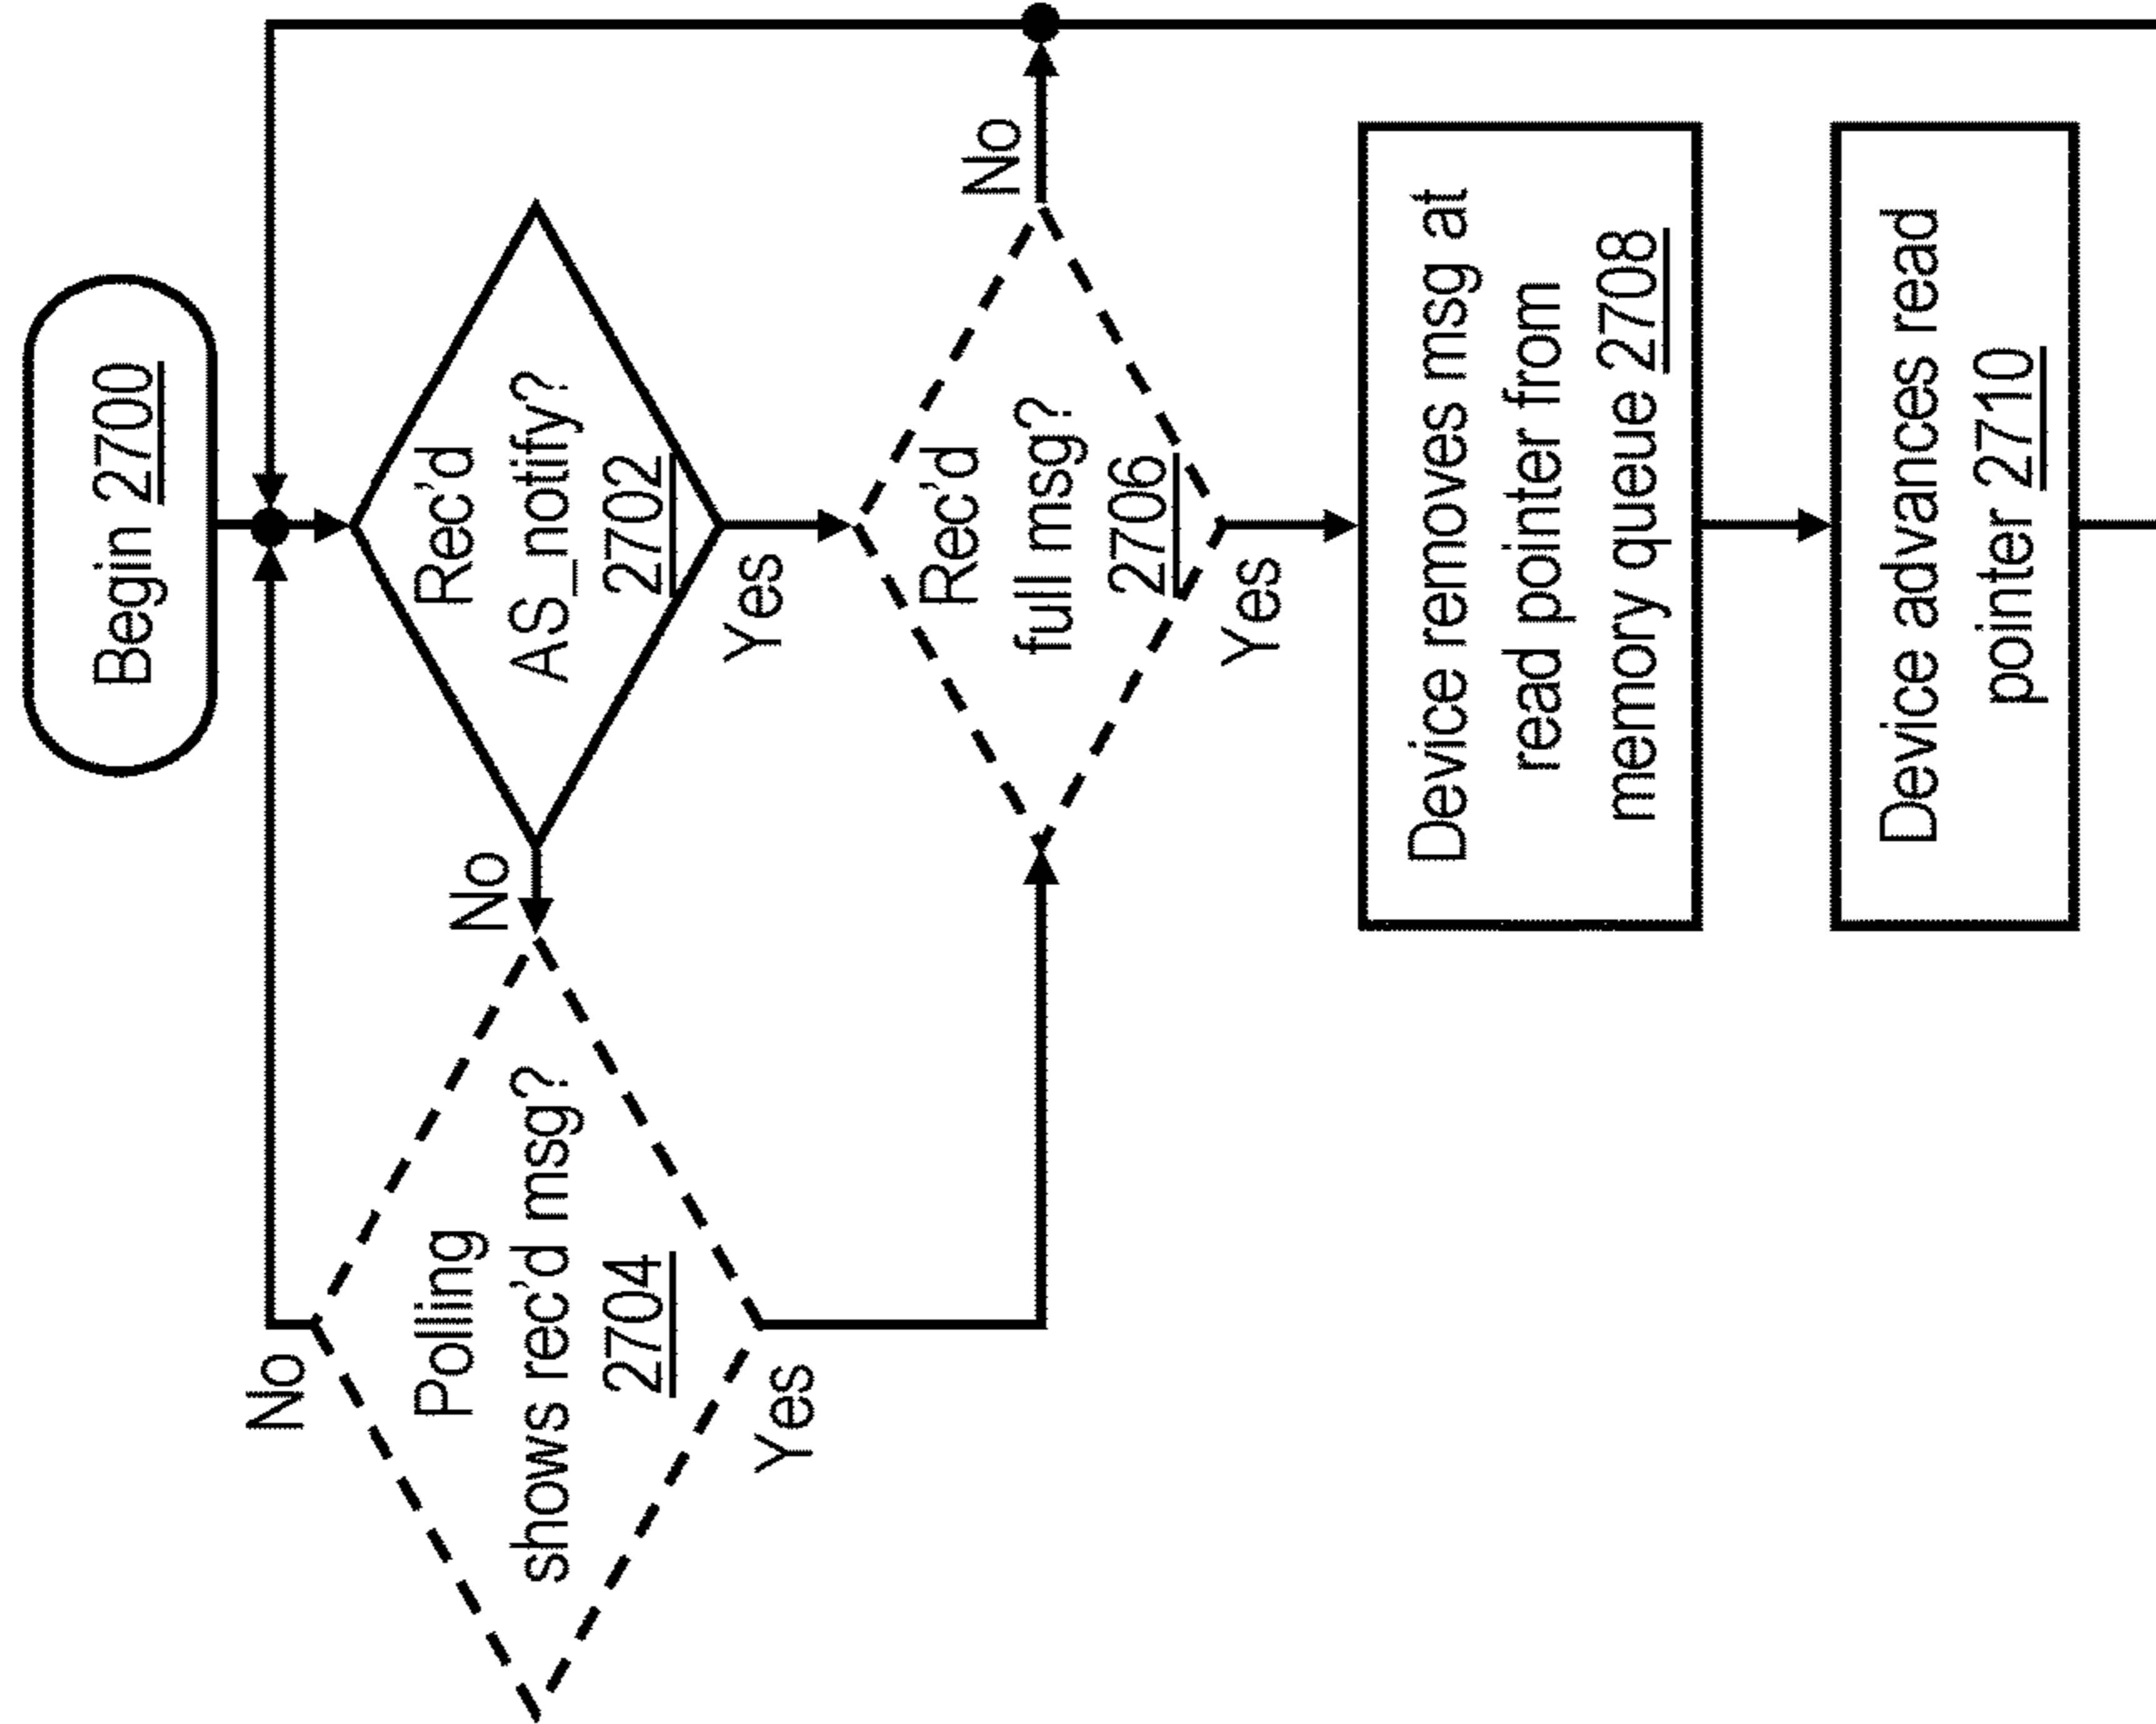 Begin 2700
Rec'd
AS_notify?
2702
No
Yes
Polling
shows rec'd msg?
2704
No
Yes
Rec'd
full msg?
2706
No
Yes
Device removes msg at
read pointer from
memory queue 2708
Device advances read
pointer 2710